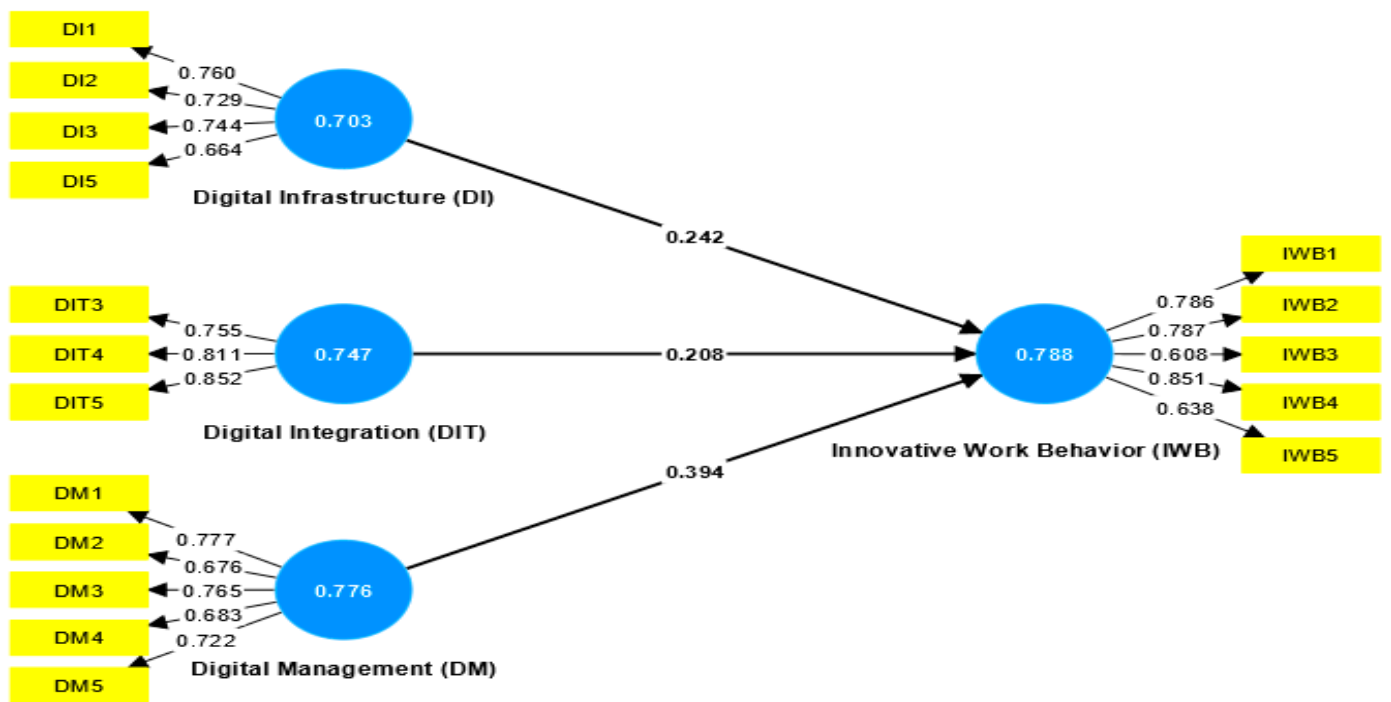 DI1
0.760
DI2
0.729
DI3
0.744
DI5
0.664
0.703
Digital Infrastructure (DI)
0.242
DIT3
0.755
DIT4
0.811
DIT5
0.852
0.747
Digital Integration (DIT)
0.208
DM1
0.777
DM2
0.676
DM3
0.765
DM4
0.683
DM5
0.722
0.776
Digital Management (DM)
0.394
0.788
Innovative Work Behavior (IWB)
IWB1
0.786
IWB2
0.787
IWB3
0.608
IWB4
0.851
IWB5
0.638